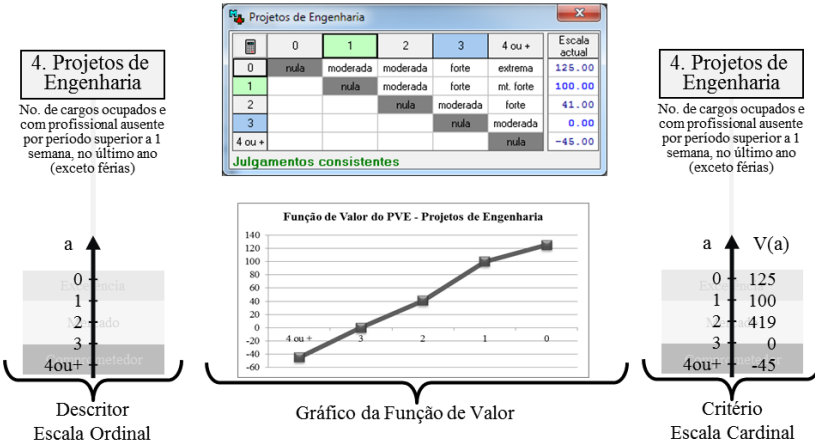 4. Projetos de
Engenharia
No. de cargos ocupados e
com profissional ausente
por período superior a 1
semana, no último ano
(exceto férias)
a
0
Excelência
1
Mercado
2
3
Comprometedor
4ou+
Descritor
Escala Ordinal
Projetos de Engenharia
0 1 2 3 4 ou + Escala actual
0 nula moderada moderada forte extrema 125.00
1 nula moderada forte mt. forte 100.00
2 nula moderada forte 41.00
3 nula moderada 0.00
4 ou + nula -45.00
Julgamentos consistentes
Função de Valor do PVE - Projetos de Engenharia
140
120
100
80
60
40
20
0
-20
-40
-60
4 ou + 3 2 1 0
Gráfico da Função de Valor
4. Projetos de
Engenharia
No. de cargos ocupados e
com profissional ausente
por período superior a 1
semana, no último ano
(exceto férias)
a V(a)
0 125
Excelência
1 100
Mercado
2 419
3 0
Comprometedor
4ou+ -45
Critério
Escala Cardinal